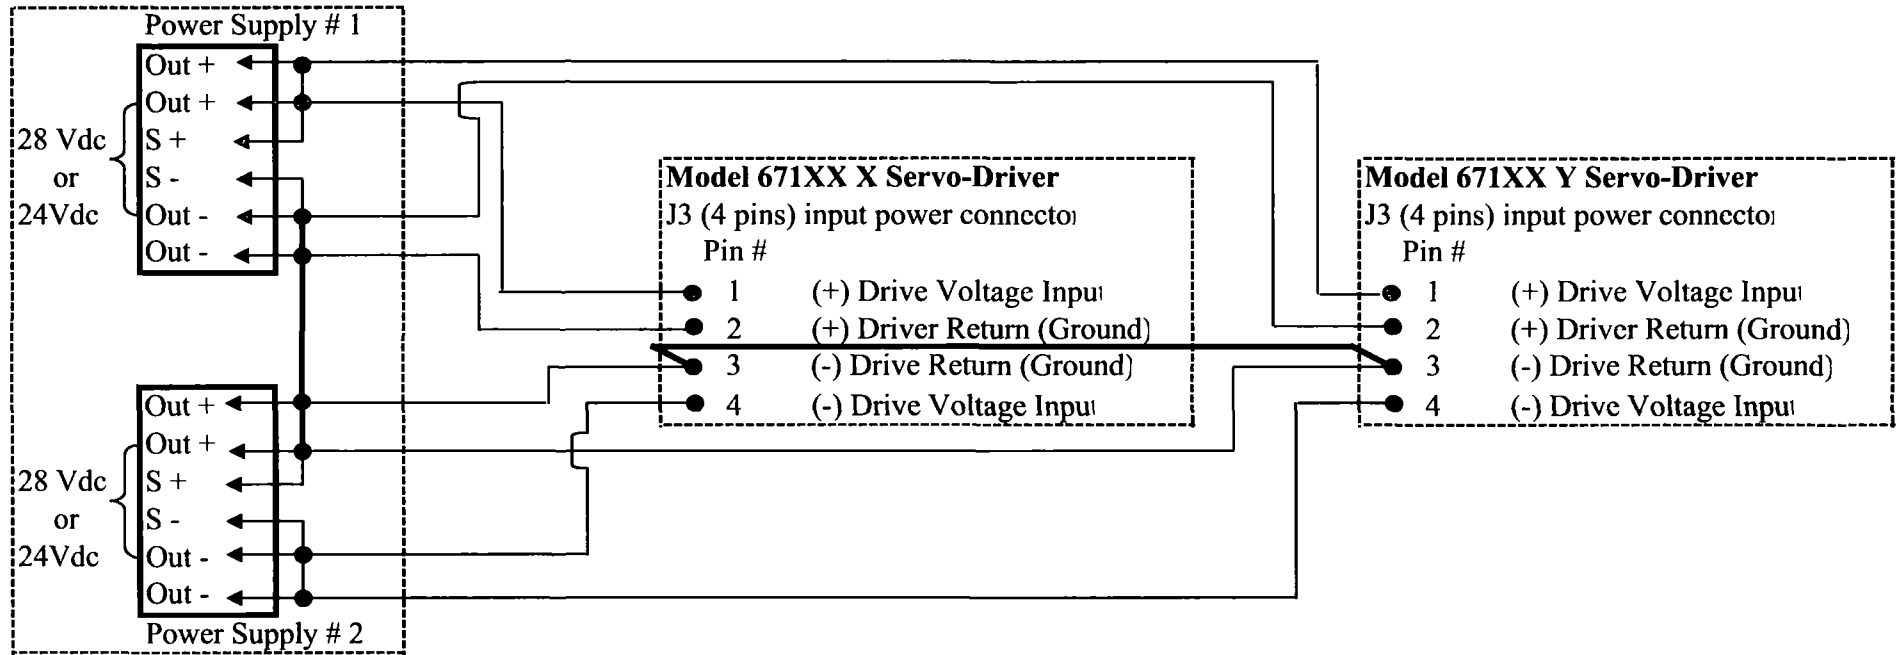 Power Supply # 1
Out +
Out +
S +
S -
Out -
Out -
28 Vdc
or
24Vdc
Model 671XX X Servo-Driver
J3 (4 pins) input power connector
Pin #
1 (+) Drive Voltage Input
2 (+) Driver Return (Ground)
3 (-) Drive Return (Ground)
4 (-) Drive Voltage Input
Model 671XX Y Servo-Driver
J3 (4 pins) input power connector
Pin #
1 (+) Drive Voltage Input
2 (+) Driver Return (Ground)
3 (-) Drive Return (Ground)
4 (-) Drive Voltage Input
Out +
Out +
S +
S -
Out -
Out -
28 Vdc
or
24Vdc
Power Supply # 2